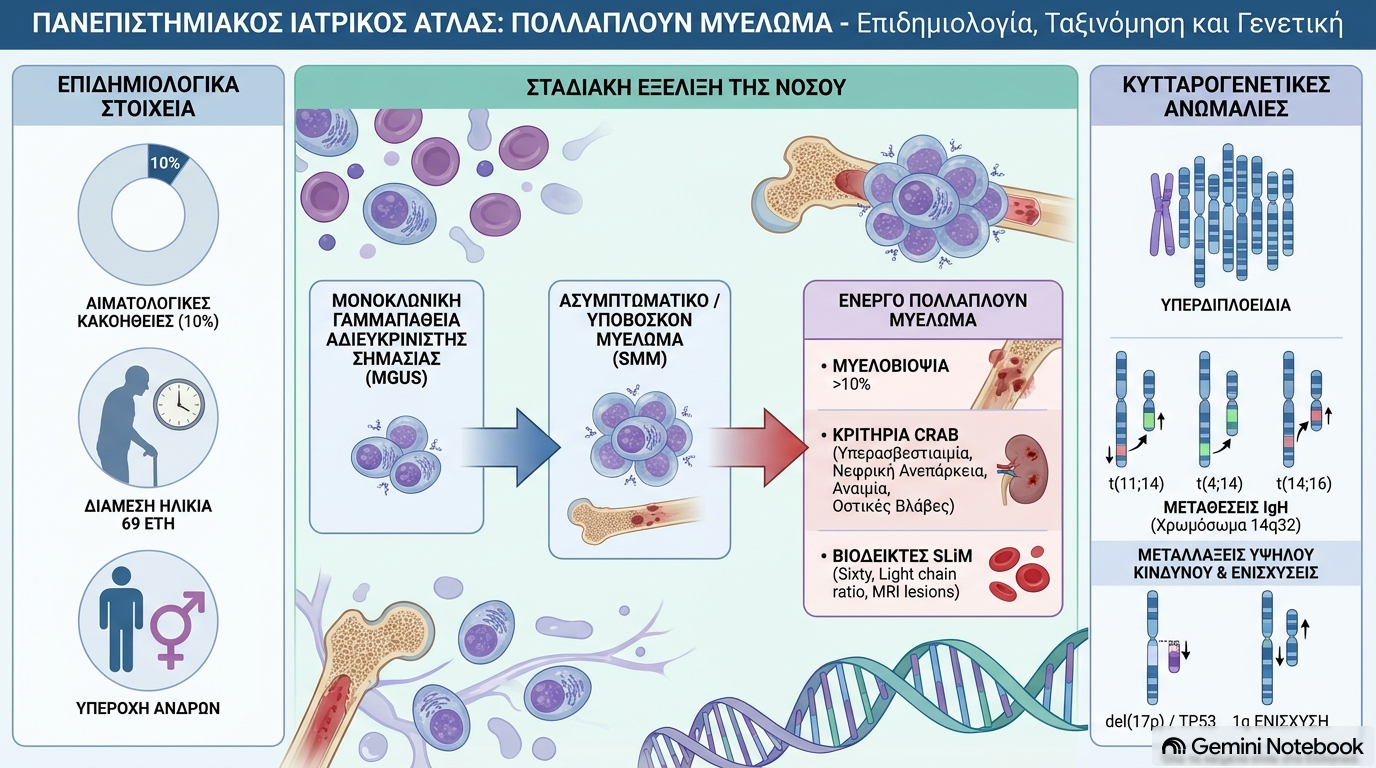 ΠΑΝΕΠΙΣΤΗΜΙΑΚΟΣ ΙΑΤΡΙΚΟΣ ΑΤΛΑΣ: ΠΟΛΛΑΠΛΟΥΝ ΜΥΕΛΩΜΑ - Επιδημιολογία, Ταξινόμηση και Γενετική
ΕΠΙΔΗΜΙΟΛΟΓΙΚΑ
ΣΤΟΙΧΕΙΑ
10%
ΑΙΜΑΤΟΛΟΓΙΚΕΣ
ΚΑΚΟΗΘΕΙΕΣ (10%)
ΔΙΑΜΕΣΗ ΗΛΙΚΙΑ
69 ΕΤΗ
ΥΠΕΡΟΧΗ ΑΝΔΡΩΝ
ΣΤΑΔΙΑΚΗ ΕΞΕΛΙΞΗ ΤΗΣ ΝΟΣΟΥ
ΜΟΝΟΚΛΩΝΙΚΗ
ΓΑΜΜΑΠΑΘΕΙΑ
ΑΔΙΕΥΚΡΙΝΙΣΤΗΣ
ΣΗΜΑΣΙΑΣ
(MGUS)
ΑΣΥΜΠΤΩΜΑΤΙΚΟ /
ΥΠΟΒΟΣΚΟΝ
ΜΥΕΛΩΜΑ
(SMM)
ΕΝΕΡΓΟ ΠΟΛΛΑΠΛΟΥΝ
ΜΥΕΛΩΜΑ
• ΜΥΕΛΟΒΙΟΨΙΑ
>10%
• ΚΡΙΤΗΡΙΑ CRAB
(Υπερασβεστιαιμία,
Νεφρική Ανεπάρκεια,
Αναιμία,
Οστικές Βλάβες)
• ΒΙΟΔΕΙΚΤΕΣ SLiM
(Sixty, Light chain
ratio, MRI lesions)
ΚΥΤΤΑΡΟΓΕΝΕΤΙΚΕΣ
ΑΝΩΜΑΛΙΕΣ
ΥΠΕΡΔΙΠΛΟΕΙΔΙΑ
t(11;14) t(4;14) t(14;16)
ΜΕΤΑΘΕΣΕΙΣ IgH
(Χρωμόσωμα 14q32)
ΜΕΤΑΛΛΑΞΕΙΣ ΥΨΗΛΟΥ
ΚΙΝΔΥΝΟΥ & ΕΝΙΣΧΥΣΕΙΣ
del(17p) / TP53 1q ΕΝΙΣΧΥΣΗ
Gemini Notebook